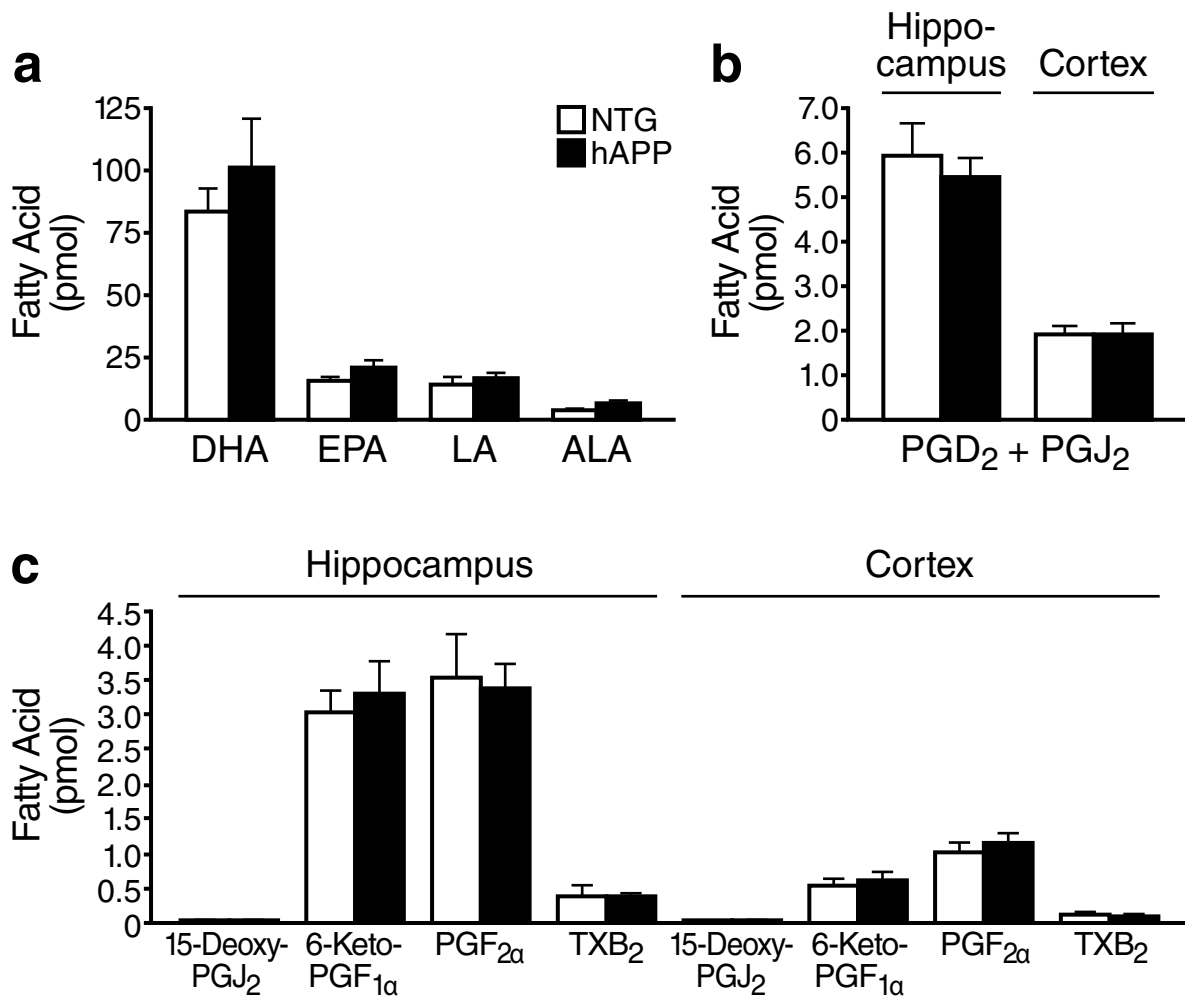 a
125
100
75
50
25
0
Fatty Acid
(pmol)
NTG
hAPP
DHA EPA LA ALA
b
Hippo-
campus Cortex
7.0
6.0
5.0
4.0
3.0
2.0
1.0
0
Fatty Acid
(pmol)
PGD2 + PGJ2
c
Hippocampus Cortex
4.5
4.0
3.5
3.0
2.5
2.0
1.5
1.0
0.5
0
Fatty Acid
(pmol)
15-Deoxy- 6-Keto- PGF2α TXB2 15-Deoxy- 6-Keto- PGF2α TXB2
PGJ2 PGF1α PGJ2 PGF1α